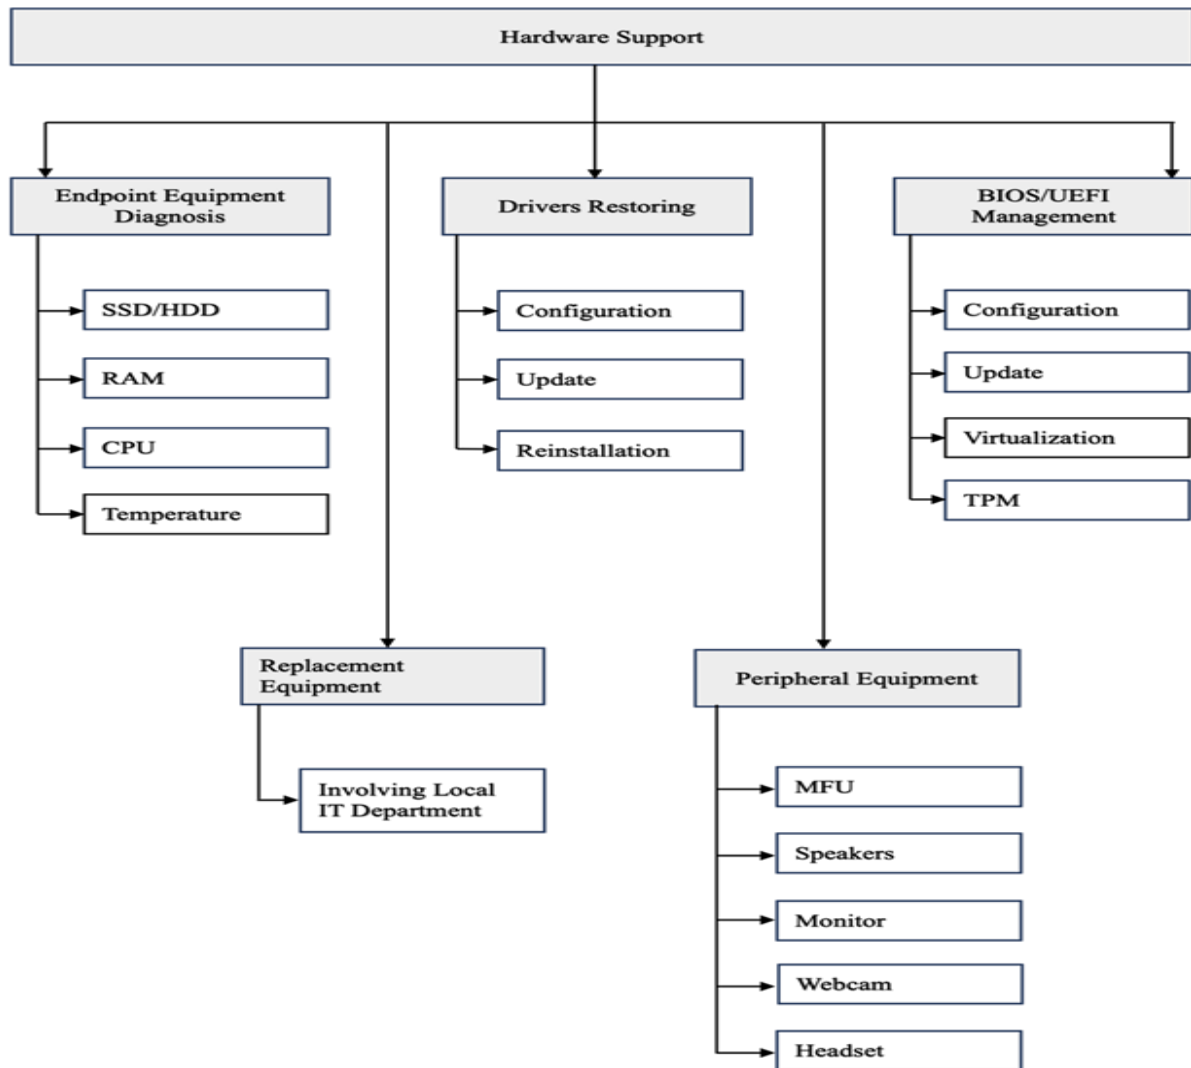 Hardware Support
Endpoint Equipment
Diagnosis
SSD/HDD
RAM
CPU
Temperature
Drivers Restoring
Configuration
Update
Reinstallation
BIOS/UEFI
Management
Configuration
Update
Virtualization
TPM
Replacement
Equipment
Involving Local
IT Department
Peripheral Equipment
MFU
Speakers
Monitor
Webcam
Headset